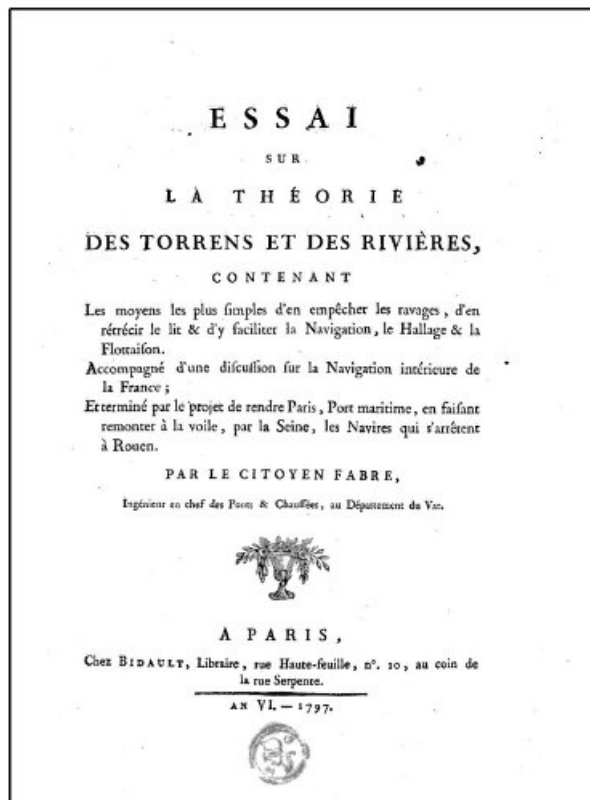 ESSAI
SUR
LA THÉORIE
DES TORRENS ET DES RIVIÈRES,
CONTENANT
Les moyens les plus ſimples d'en empêcher les ravages, d'en
rétrécir le lit & d'y faciliter la Navigation, le Hallage & la
Flottaiſon.
Accompagné d'une diſcuſſion ſur la Navigation intérieure de
la France;
Et terminé par le projet de rendre Paris, Port maritime, en faiſant
remonter à la voile, par la Seine, les Navires qui s'arrêtent
à Rouen.
PAR LE CITOYEN FABRE,
Ingénieur en chef des Ponts & Chauſſées, au Département du Var.
A PARIS,
Chez BIDAULT, Libraire, rue Haute-feuille, nº. 10, au coin de
la rue Serpente.
AN VI. — 1797.